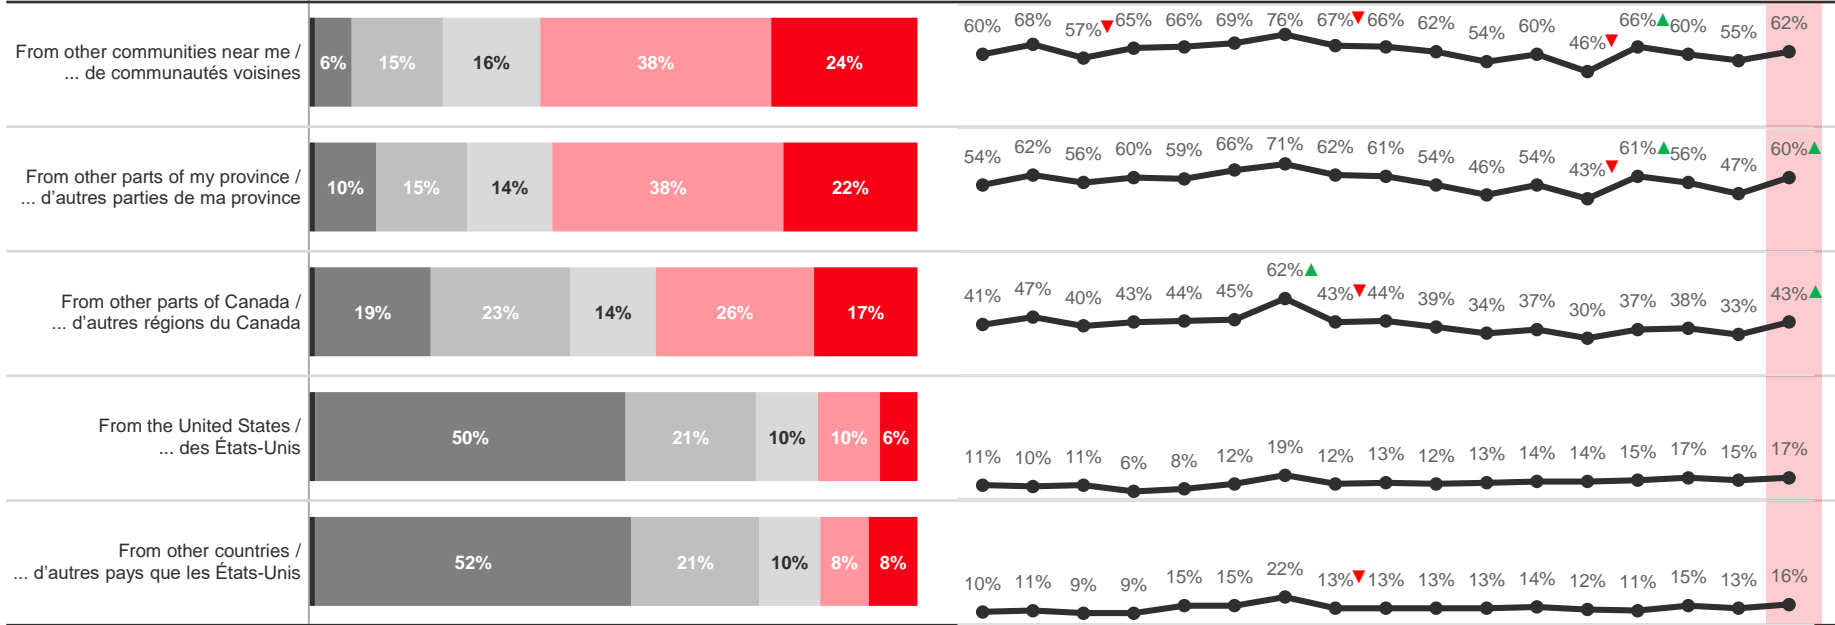 60% 68% 57%▼ 65% 66% 69% 76% 67%▼ 66% 62% 54% 60% 46%▼ 66%▲ 60% 55% 62%
From other communities near me /
... de communautés voisines
6% 15% 16% 38% 24%
54% 62% 56% 60% 59% 66% 71% 62% 61% 54% 46% 54% 43%▼ 61%▲ 56% 47% 60%▲
From other parts of my province /
... d'autres parties de ma province
10% 15% 14% 38% 22%
41% 47% 40% 43% 44% 45% 62%▲ 43%▼ 44% 39% 34% 37% 30% 37% 38% 33% 43%▲
From other parts of Canada /
... d'autres régions du Canada
19% 23% 14% 26% 17%
From the United States /
... des États-Unis
50% 21% 10% 10% 6%
11% 10% 11% 6% 8% 12% 19% 12% 13% 12% 13% 14% 14% 15% 17% 15% 17%
From other countries /
... d'autres pays que les États-Unis
52% 21% 10% 8% 8%
10% 11% 9% 9% 15% 15% 22% 13%▼ 13% 13% 13% 14% 12% 11% 15% 13% 16%